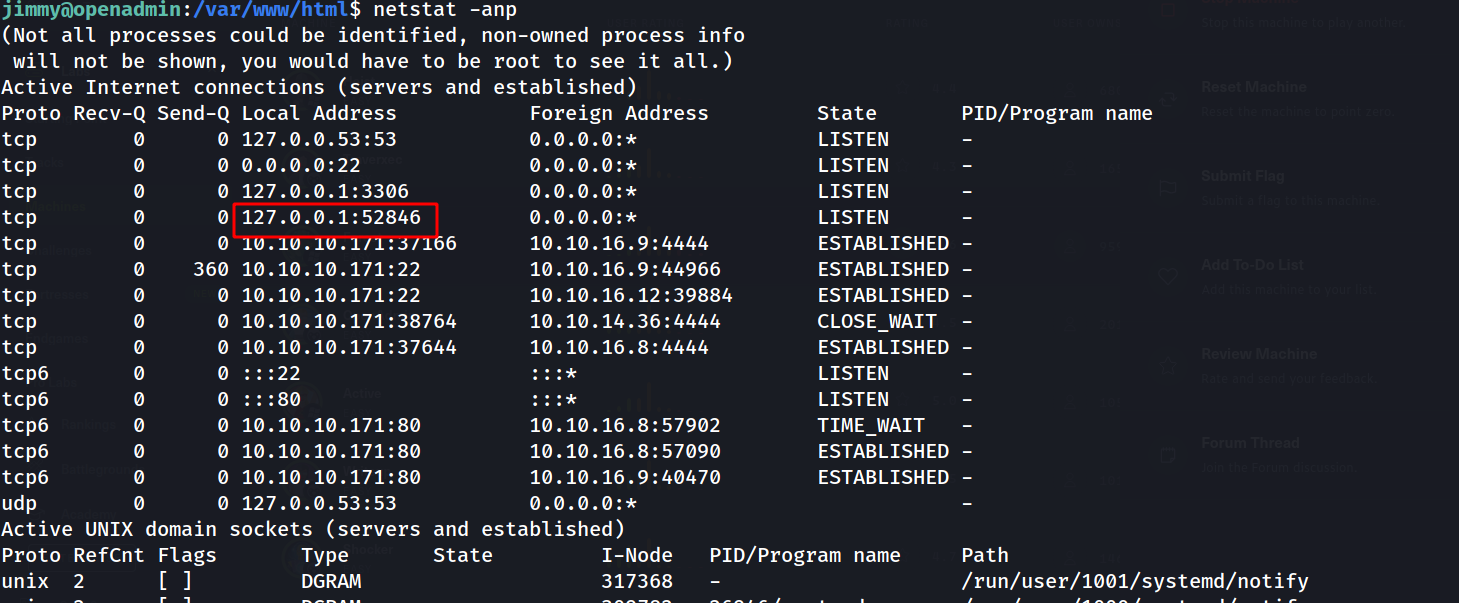 jimmy@openadmin:/var/www/html$ netstat -anp
(Not all processes could be identified, non-owned process info
 will not be shown, you would have to be root to see it all.)
Active Internet connections (servers and established)
Proto Recv-Q Send-Q Local Address           Foreign Address         State       PID/Program name
tcp        0      0 127.0.0.53:53           0.0.0.0:*               LISTEN      -
tcp        0      0 0.0.0.0:22              0.0.0.0:*               LISTEN      -
tcp        0      0 127.0.0.1:3306          0.0.0.0:*               LISTEN      -
tcp        0      0 127.0.0.1:52846         0.0.0.0:*               LISTEN      -
tcp        0      0 10.10.10.171:37166      10.10.16.9:4444         ESTABLISHED -
tcp        0    360 10.10.10.171:22         10.10.16.9:44966        ESTABLISHED -
tcp        0      0 10.10.10.171:22         10.10.16.12:39884       ESTABLISHED -
tcp        0      0 10.10.10.171:38764      10.10.14.36:4444        CLOSE_WAIT  -
tcp        0      0 10.10.10.171:37644      10.10.16.8:4444         ESTABLISHED -
tcp6       0      0 :::22                   :::*                    LISTEN      -
tcp6       0      0 :::80                   :::*                    LISTEN      -
tcp6       0      0 10.10.10.171:80         10.10.16.8:57902        TIME_WAIT   -
tcp6       0      0 10.10.10.171:80         10.10.16.8:57090        ESTABLISHED -
tcp6       0      0 10.10.10.171:80         10.10.16.9:40470        ESTABLISHED -
udp        0      0 127.0.0.53:53           0.0.0.0:*                           -
Active UNIX domain sockets (servers and established)
Proto RefCnt Flags       Type       State         I-Node   PID/Program name     Path
unix  2      [ ]         DGRAM                    317368   -                    /run/user/1001/systemd/notify
Stop this machine to play another.
Reset Machine
Reset the machine to point zero.
Submit Flag
Submit a flag to this machine
Add To-Do List
Add this machine to your list.
Review Machine
Rate and send your feedback.
Forum Thread
Join the Forum discussion.